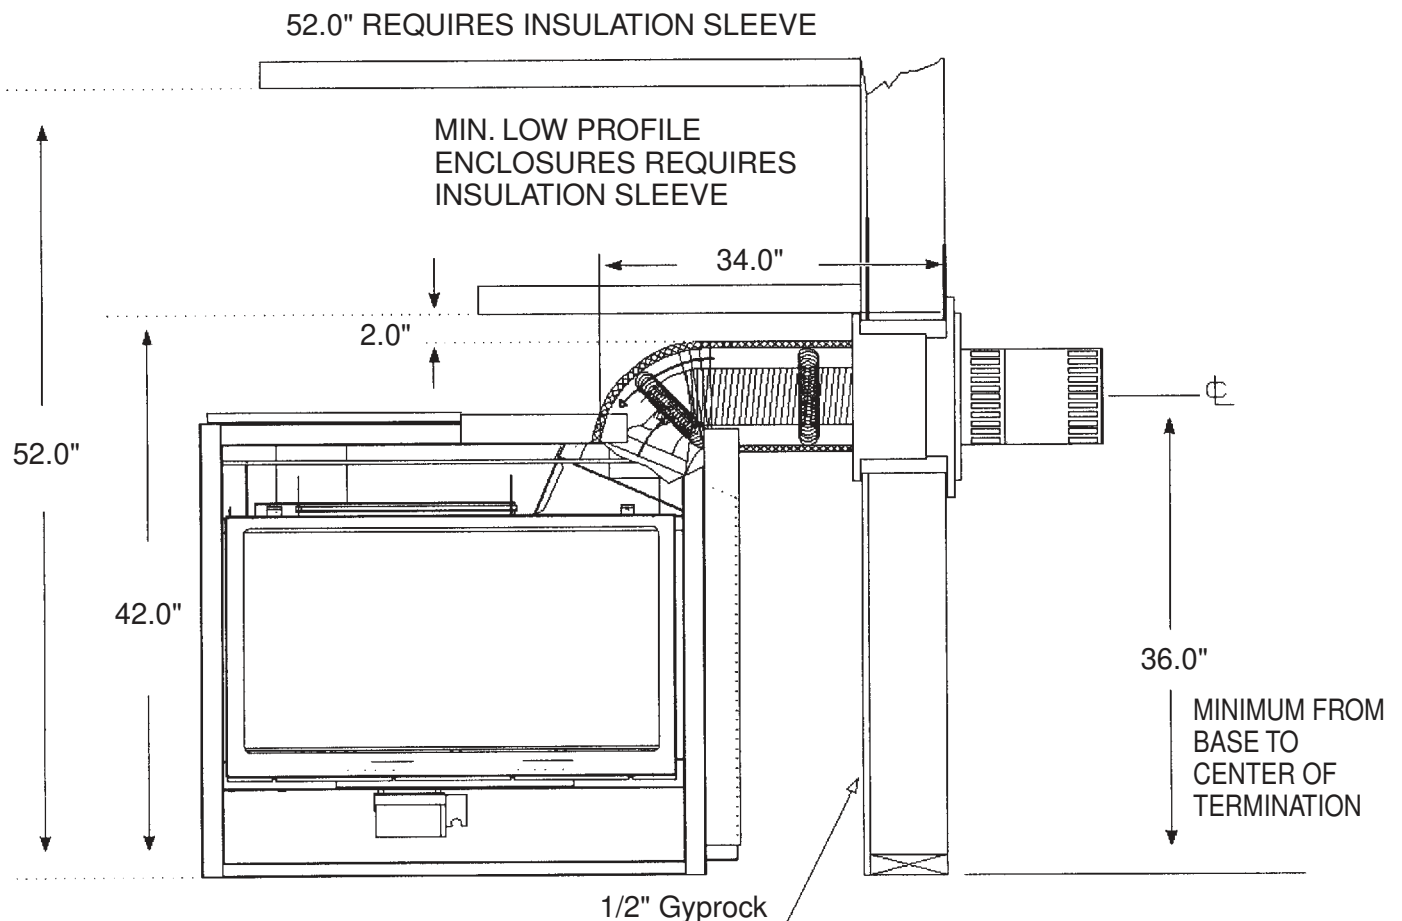 52.0" REQUIRES INSULATION SLEEVE
MIN. LOW PROFILE
ENCLOSURES REQUIRES
INSULATION SLEEVE
34.0"
2.0"
℄
52.0"
42.0"
36.0"
MINIMUM FROM
BASE TO
CENTER OF
TERMINATION
1/2" Gyprock